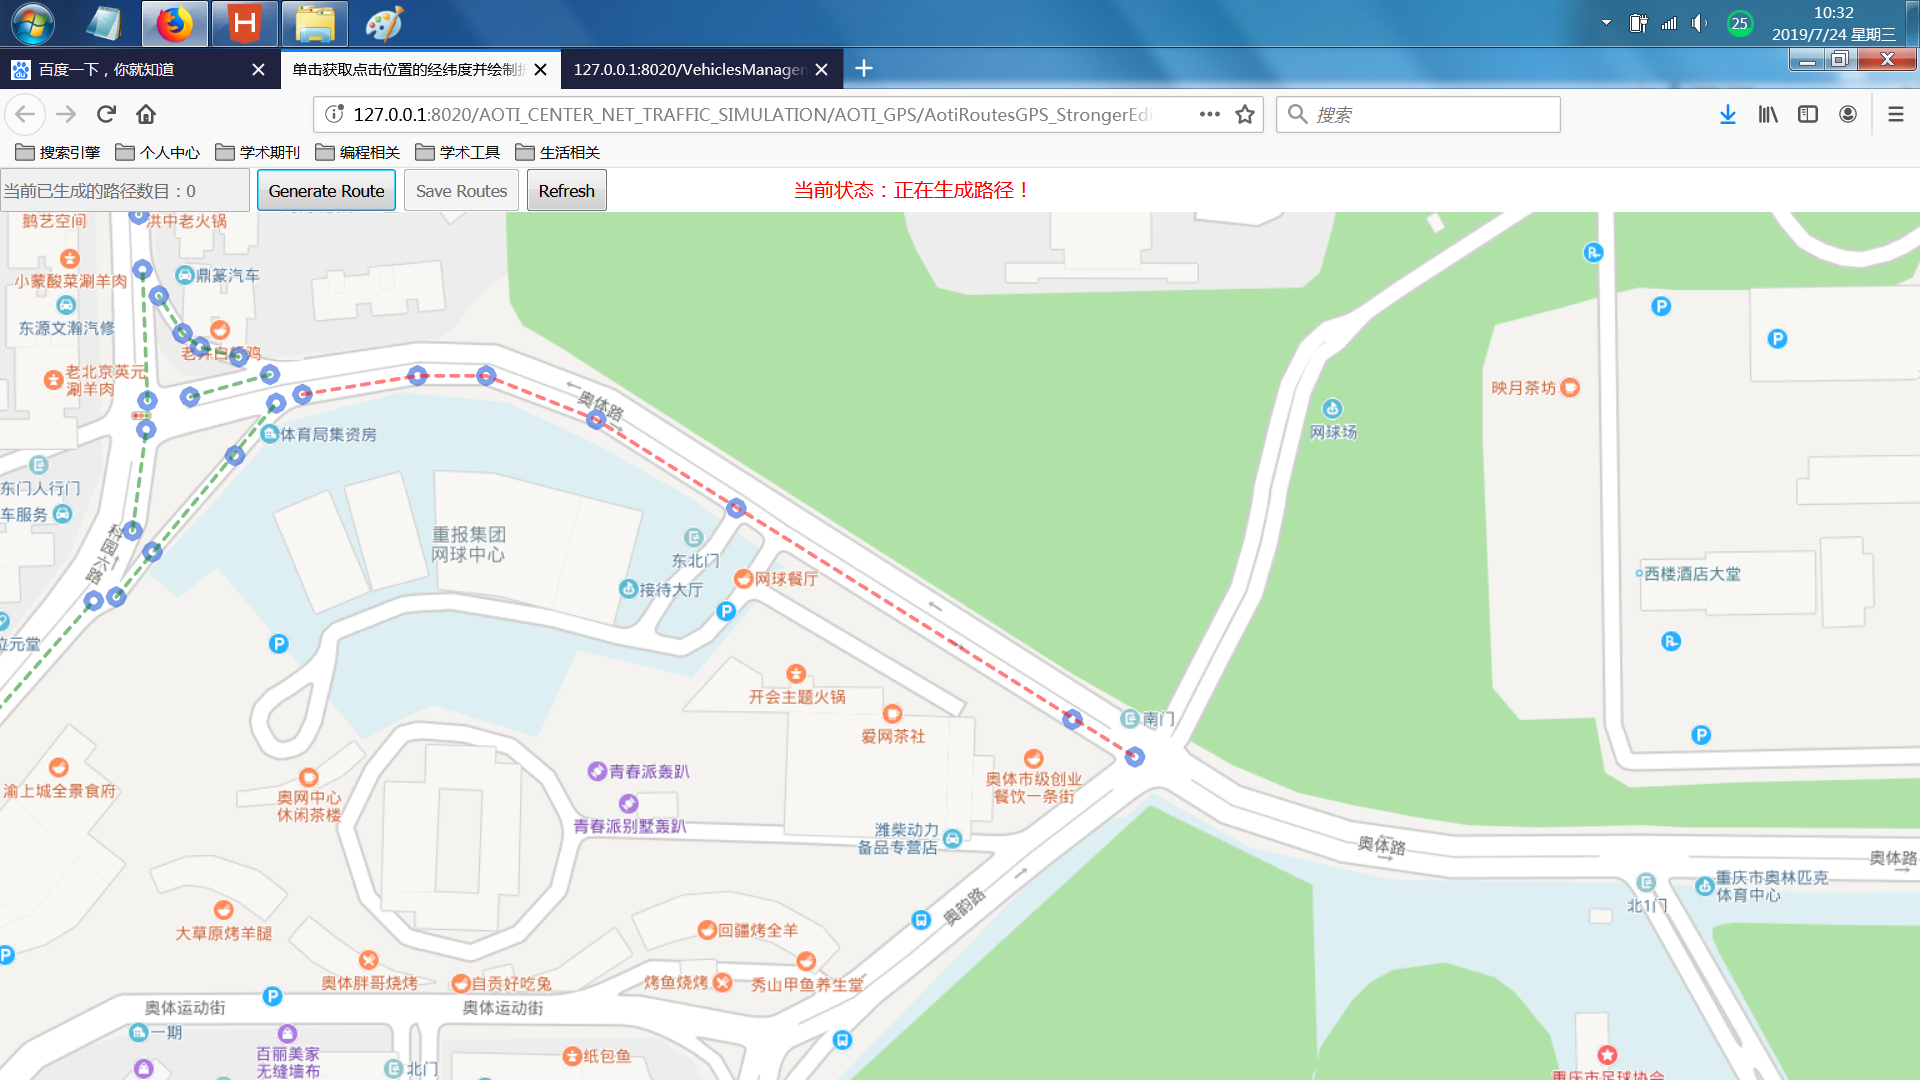 10:32
25
2019/7/24 星期三
百度一下，你就知道
单击获取点击位置的经纬度并绘制折
127.0.0.1:8020/VehiclesManager
127.0.0.1:8020/AOTI_CENTER_NET_TRAFFIC_SIMULATION/AOTI_GPS/AotiRoutesGPS_StrongerEdi
搜索
搜索引擎
个人中心
学术期刊
编程相关
学术工具
生活相关
当前已生成的路径数目：0
Generate Route
Save Routes
Refresh
当前状态：正在生成路径！
鹅艺空间
洪中老火锅
小蒙酸菜涮羊肉
鼎篆汽车
东源文瀚汽修
老北京英元
涮羊肉
体育局集资房
东门人行门
车服务
科园六路
位元堂
奥体路
重报集团
网球中心
东北门
接待大厅
网球餐厅
网球场
映月茶坊
西楼酒店大堂
开会主题火锅
爱网茶社
南门
奥体市级创业
餐饮一条街
青春派轰趴
青春派别墅轰趴
潍柴动力
备品专营店
渝上城全景食府
奥网中心
休闲茶楼
奥体路
奥体路
重庆市奥林匹克
体育中心
北1门
奥韵路
大草原烤羊腿
回疆烤全羊
奥体胖哥烧烤
自贡好吃兔
烤鱼烧烤
秀山甲鱼养生堂
奥体运动街
奥体运动街
一期
百丽美家
无缝墙布
北门
纸包鱼
重庆市足球协会